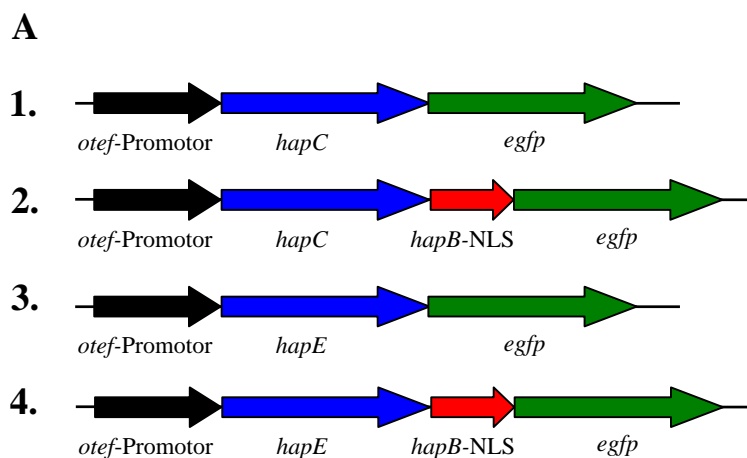 A
1.
otef-Promotor hapC egfp
2.
otef-Promotor hapC hapB-NLS egfp
3.
otef-Promotor hapE egfp
4.
otef-Promotor hapE hapB-NLS egfp